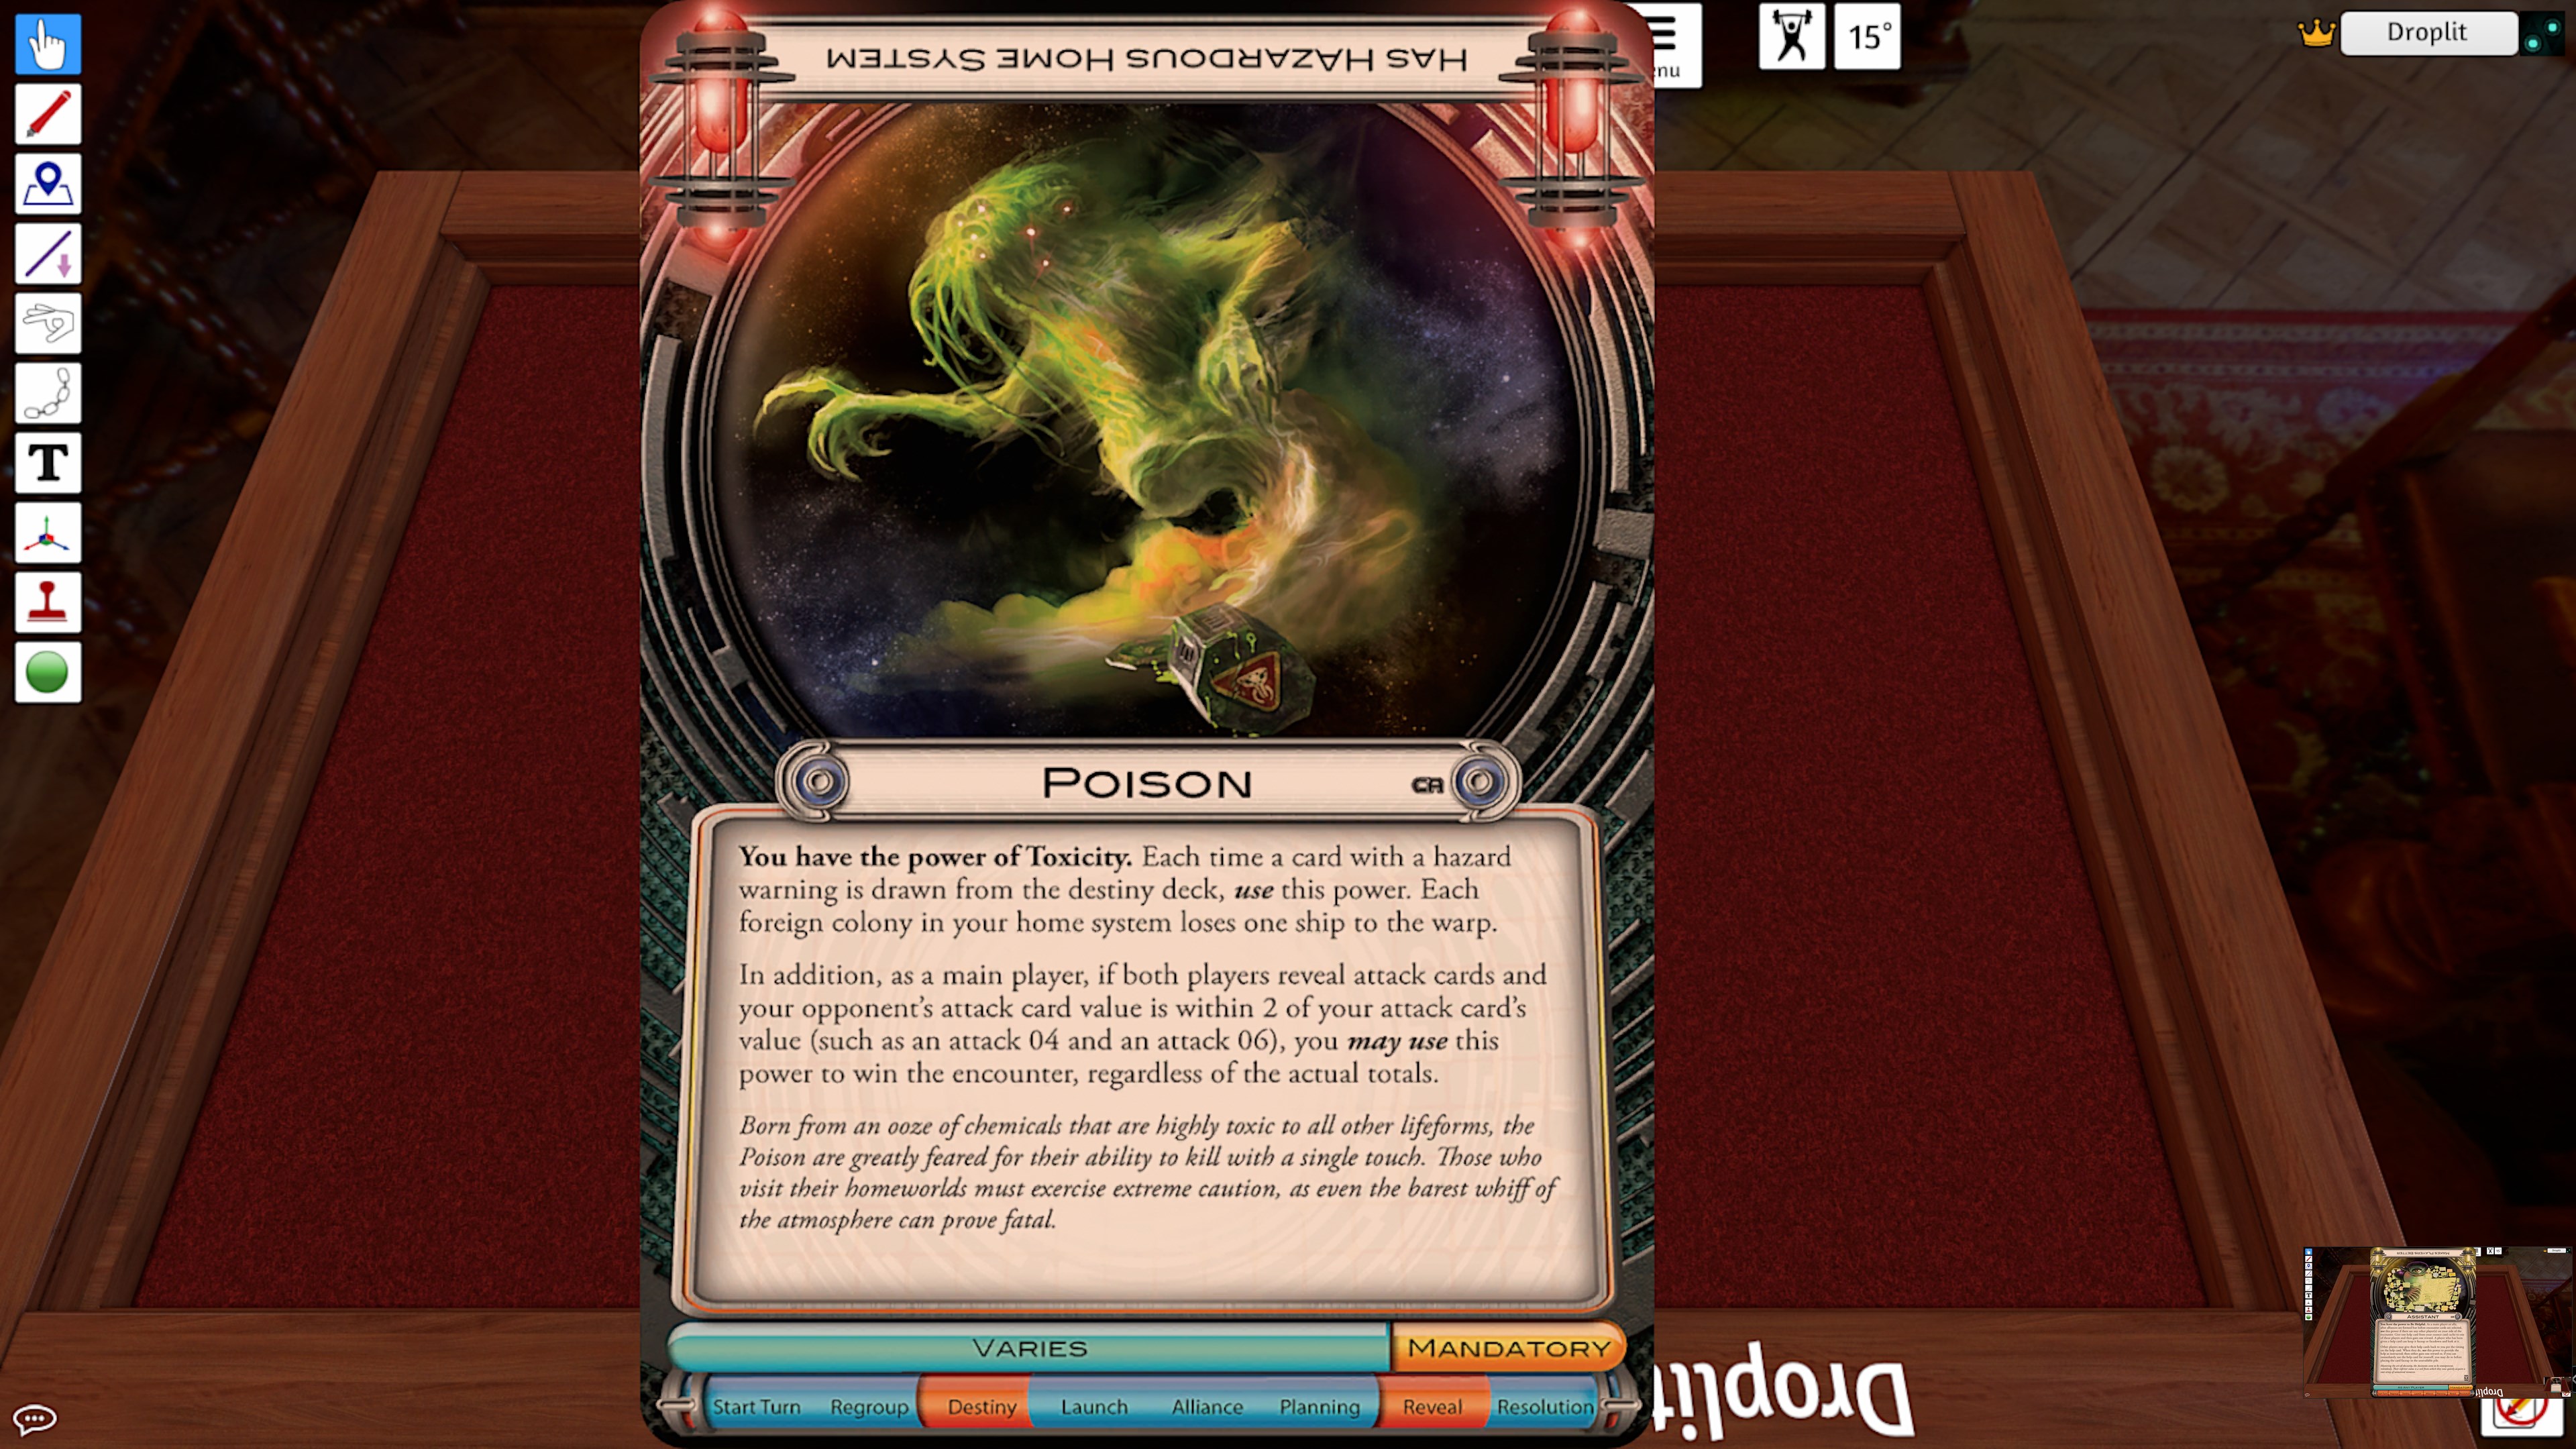 HAS HAZARDOUS HOME SYSTEM
nu
15°
Droplit
T
POISON
CA
You have the power of Toxicity. Each time a card with a hazard
warning is drawn from the destiny deck, use this power. Each
foreign colony in your home system loses one ship to the warp.
In addition, as a main player, if both players reveal attack cards and
your opponent's attack card value is within 2 of your attack card's
value (such as an attack 04 and an attack 06), you may use this
power to win the encounter, regardless of the actual totals.
Born from an ooze of chemicals that are highly toxic to all other lifeforms, the
Poison are greatly feared for their ability to kill with a single touch. Those who
visit their homeworlds must exercise extreme caution, as even the barest whiff of
the atmosphere can prove fatal.
VARIES
MANDATORY
Start Turn Regroup Destiny Launch Alliance Planning Reveal Resolution
Droplit
ASSISTANT